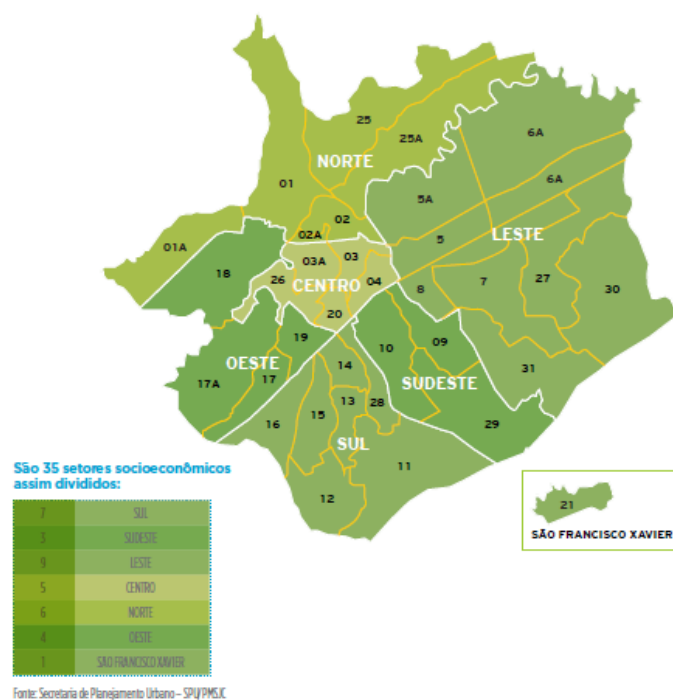 25
6A
25A
NORTE
01
6A
5A
02
02A
5
LESTE
01A
03A
03
18
26
CENTRO
04
8
7
27
30
20
19
10
09
OESTE
14
31
17A
17
SUDESTE
13
28
15
16
29
SUL
11
12
São 35 setores socioeconômicos
assim divididos:
7 SUL
3 SUDESTE
9 LESTE
5 CENTRO
6 NORTE
4 OESTE
1 SÃO FRANCISCO XAVIER
21
SÃO FRANCISCO XAVIER
Fonte: Secretaria de Planejamento Urbano – SPU/PMSJC